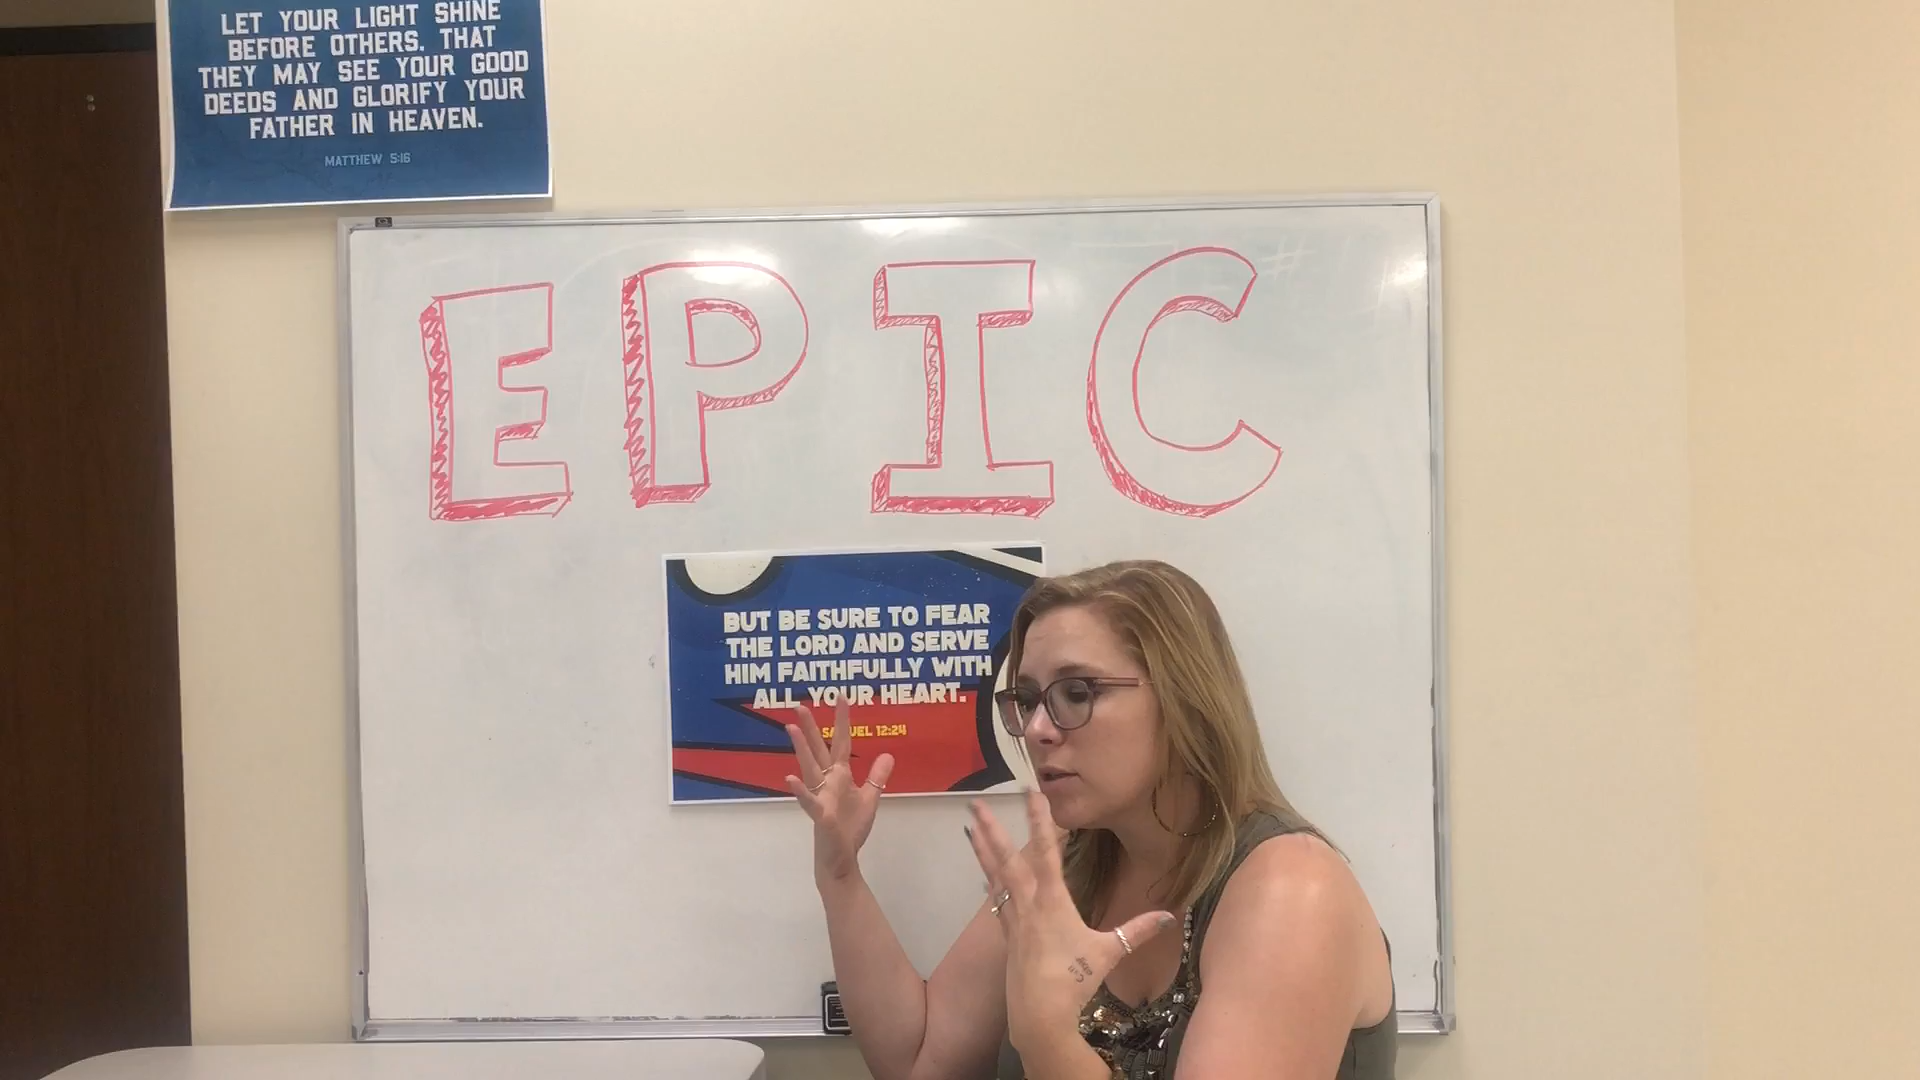 LET YOUR LIGHT SHINE
BEFORE OTHERS, THAT
THEY MAY SEE YOUR GOOD
DEEDS AND GLORIFY YOUR
FATHER IN HEAVEN.
MATTHEW 5:16
EPIC
BUT BE SURE TO FEAR
THE LORD AND SERVE
HIM FAITHFULLY WITH
ALL YOUR HEART.
12:24